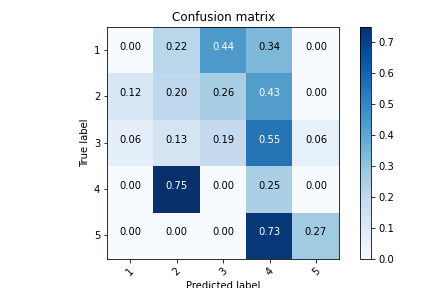 Confusion matrix
1 0.00 0.22 0.44 0.34 0.00
2 0.12 0.20 0.26 0.43 0.00
3 0.06 0.13 0.19 0.55 0.06
4 0.00 0.75 0.00 0.25 0.00
5 0.00 0.00 0.00 0.73 0.27
1 2 3 4 5
True label
Predicted label
0.7
0.6
0.5
0.4
0.3
0.2
0.1
0.0